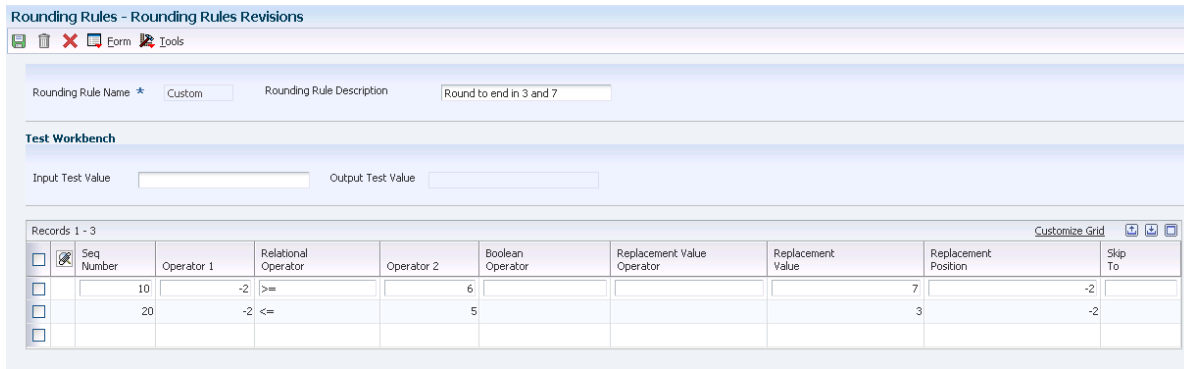 Rounding Rules - Rounding Rules Revisions
Form Tools
Rounding Rule Name * Custom Rounding Rule Description Round to end in 3 and 7
Test Workbench
Input Test Value Output Test Value
Records 1 - 3 Customize Grid
Seq Number Operator 1 Relational Operator Operator 2 Boolean Operator Replacement Value Operator Replacement Value Replacement Position Skip To
10 -2 >= 6 7 -2
20 -2 <= 5 3 -2